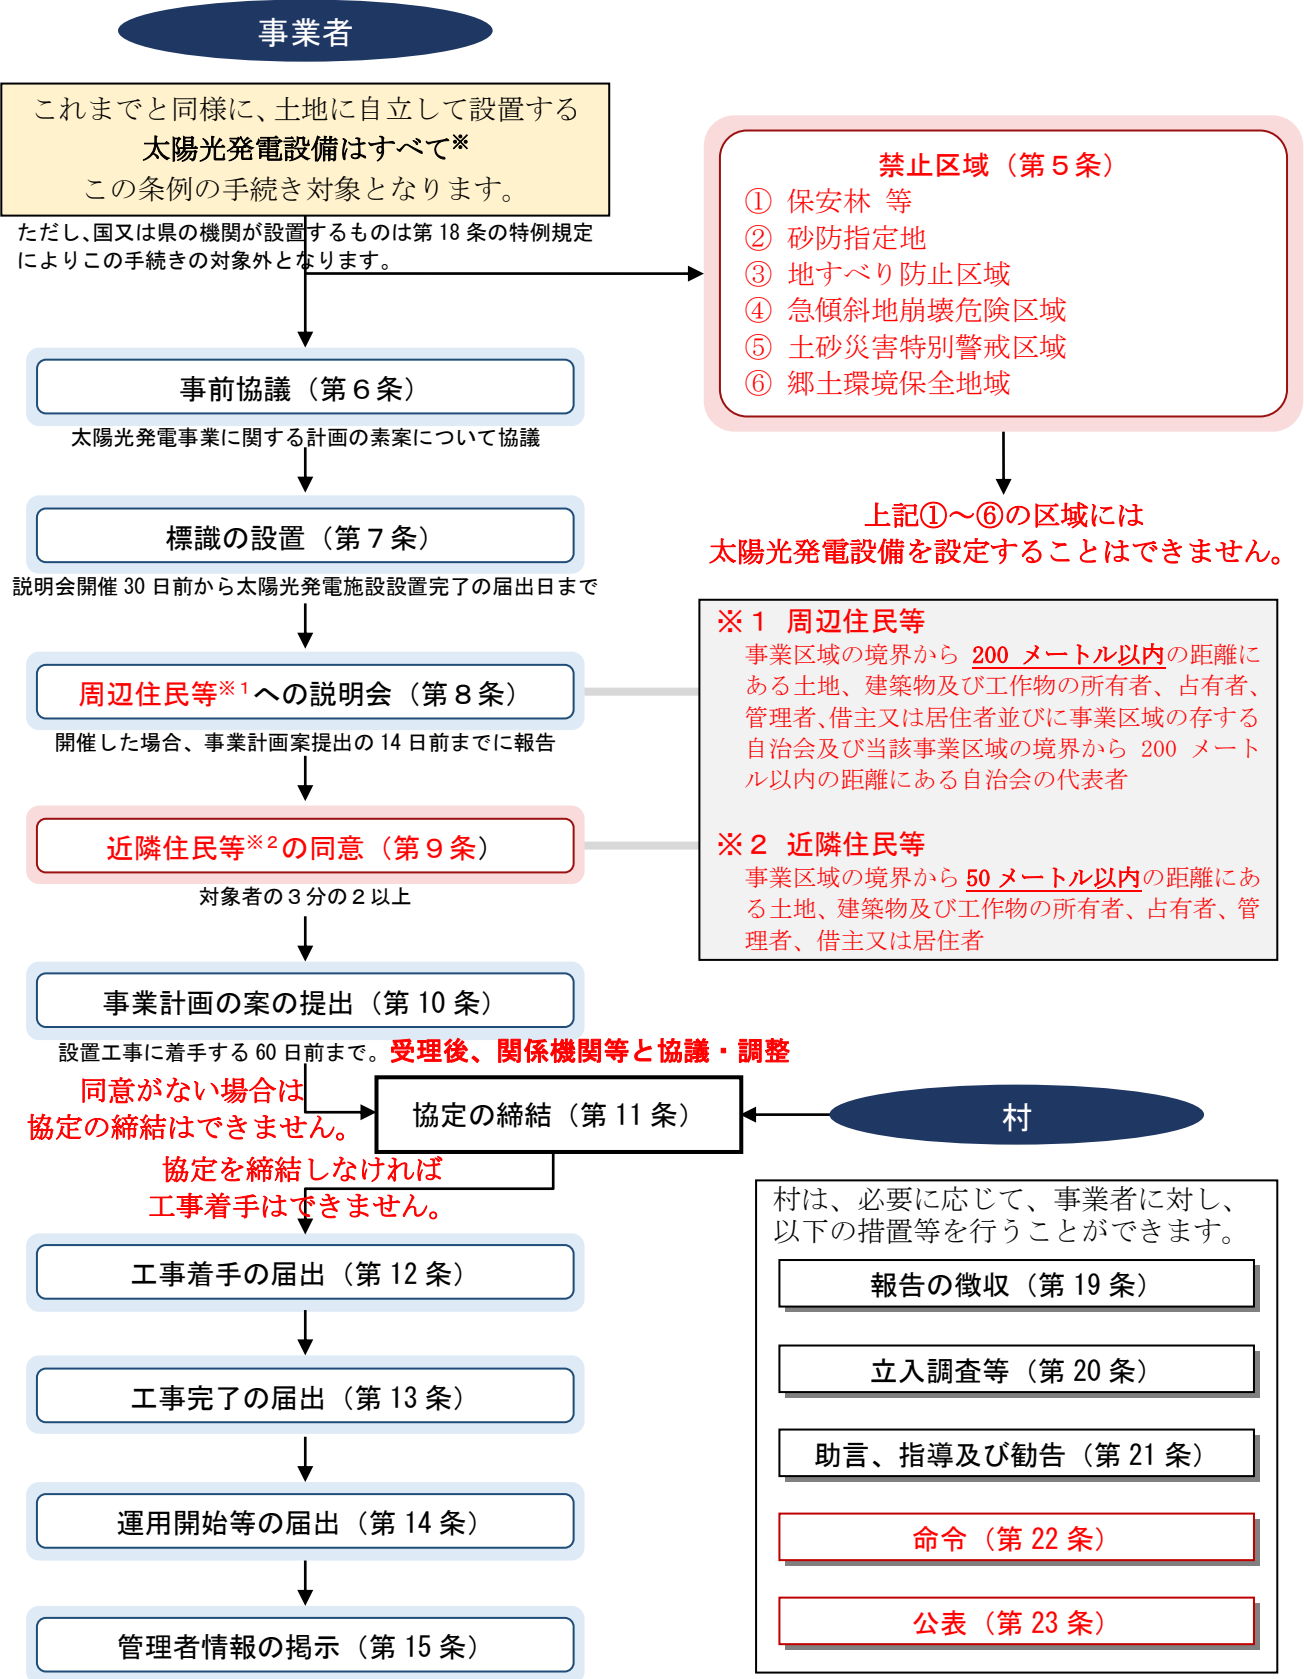 事業者
これまでと同様に、土地に自立して設置する
太陽光発電設備はすべて※
この条例の手続き対象となります。
ただし、国又は県の機関が設置するものは第18条の特例規定
によりこの手続きの対象外となります。
禁止区域（第５条）
① 保安林 等
② 砂防指定地
③ 地すべり防止区域
④ 急傾斜地崩壊危険区域
⑤ 土砂災害特別警戒区域
⑥ 郷土環境保全地域
上記①～⑥の区域には
太陽光発電設備を設定することはできません。
事前協議（第６条）
太陽光発電事業に関する計画の素案について協議
標識の設置（第７条）
説明会開催30日前から太陽光発電施設設置完了の届出日まで
周辺住民等※１への説明会（第８条）
開催した場合、事業計画案提出の14日前までに報告
近隣住民等※２の同意（第９条）
対象者の３分の２以上
※１ 周辺住民等
事業区域の境界から 200 メートル以内の距離に
ある土地、建築物及び工作物の所有者、占有者、
管理者、借主又は居住者並びに事業区域の存する
自治会及び当該事業区域の境界から 200 メート
ル以内の距離にある自治会の代表者
※２ 近隣住民等
事業区域の境界から 50 メートル以内の距離にあ
る土地、建築物及び工作物の所有者、占有者、管
理者、借主又は居住者
事業計画の案の提出（第10条）
設置工事に着手する60日前まで。受理後、関係機関等と協議・調整
同意がない場合は
協定の締結はできません。
協定の締結（第11条）
村
協定を締結しなければ
工事着手はできません。
工事着手の届出（第12条）
工事完了の届出（第13条）
運用開始等の届出（第14条）
管理者情報の掲示（第15条）
村は、必要に応じて、事業者に対し、
以下の措置等を行うことができます。
報告の徴収（第19条）
立入調査等（第20条）
助言、指導及び勧告（第21条）
命令（第22条）
公表（第23条）